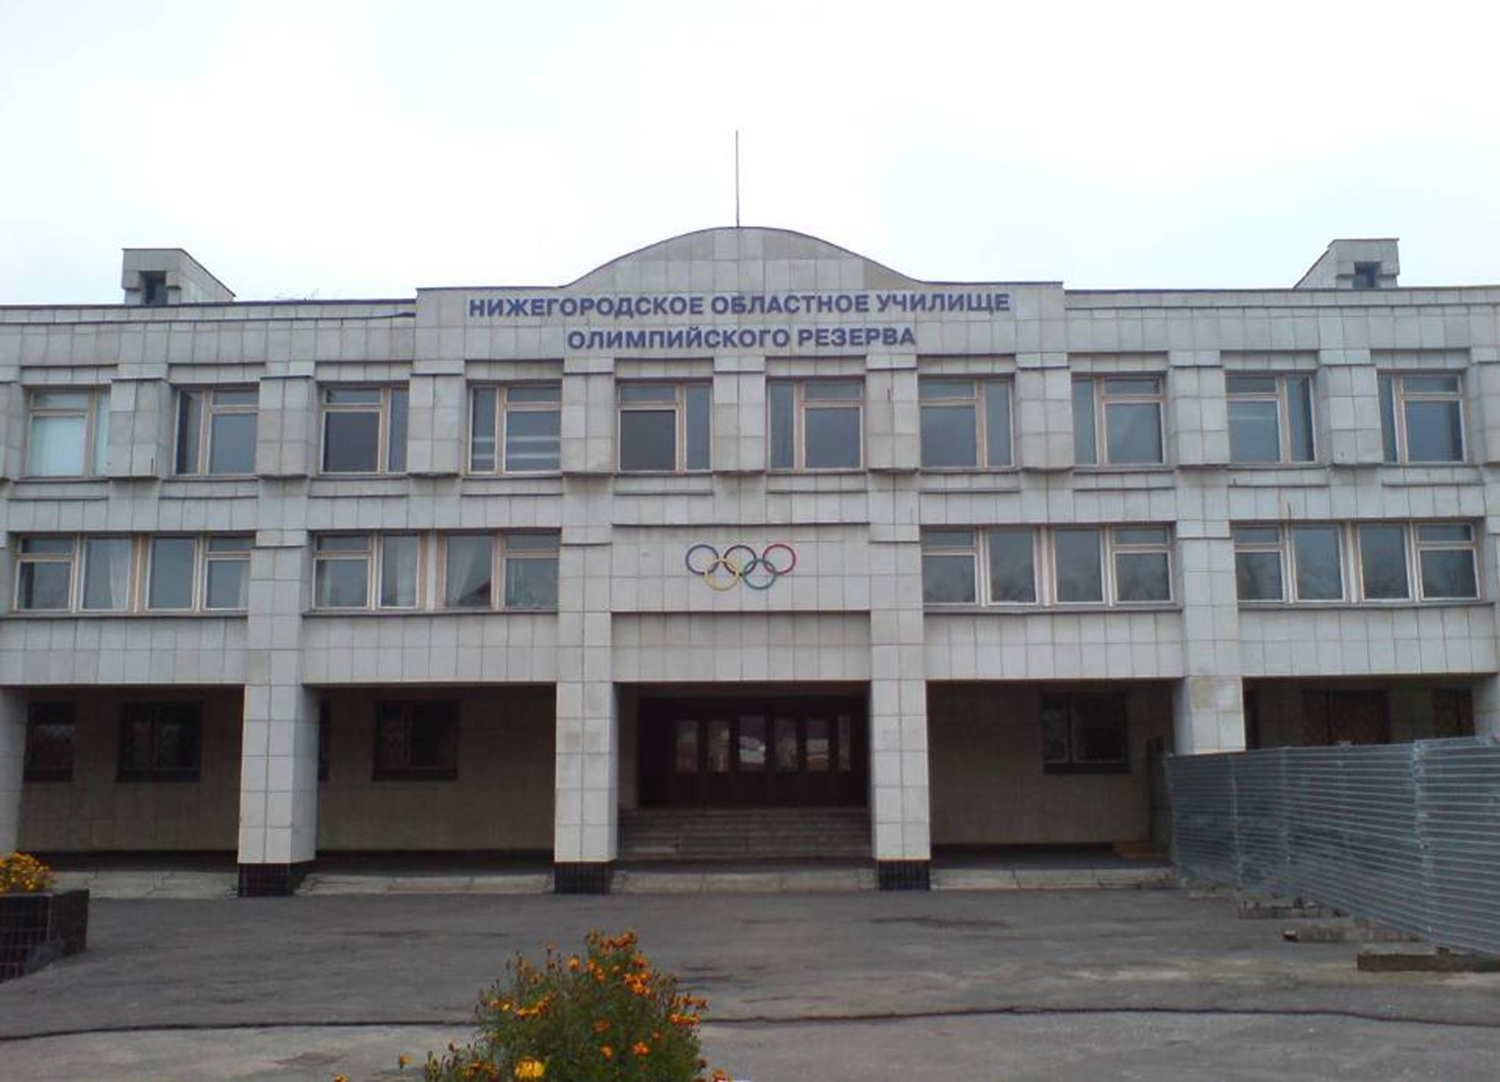 НИЖЕГОРОДСКОЕ ОБЛАСТНОЕ УЧИЛИЩЕ
ОЛИМПИЙСКОГО РЕЗЕРВА